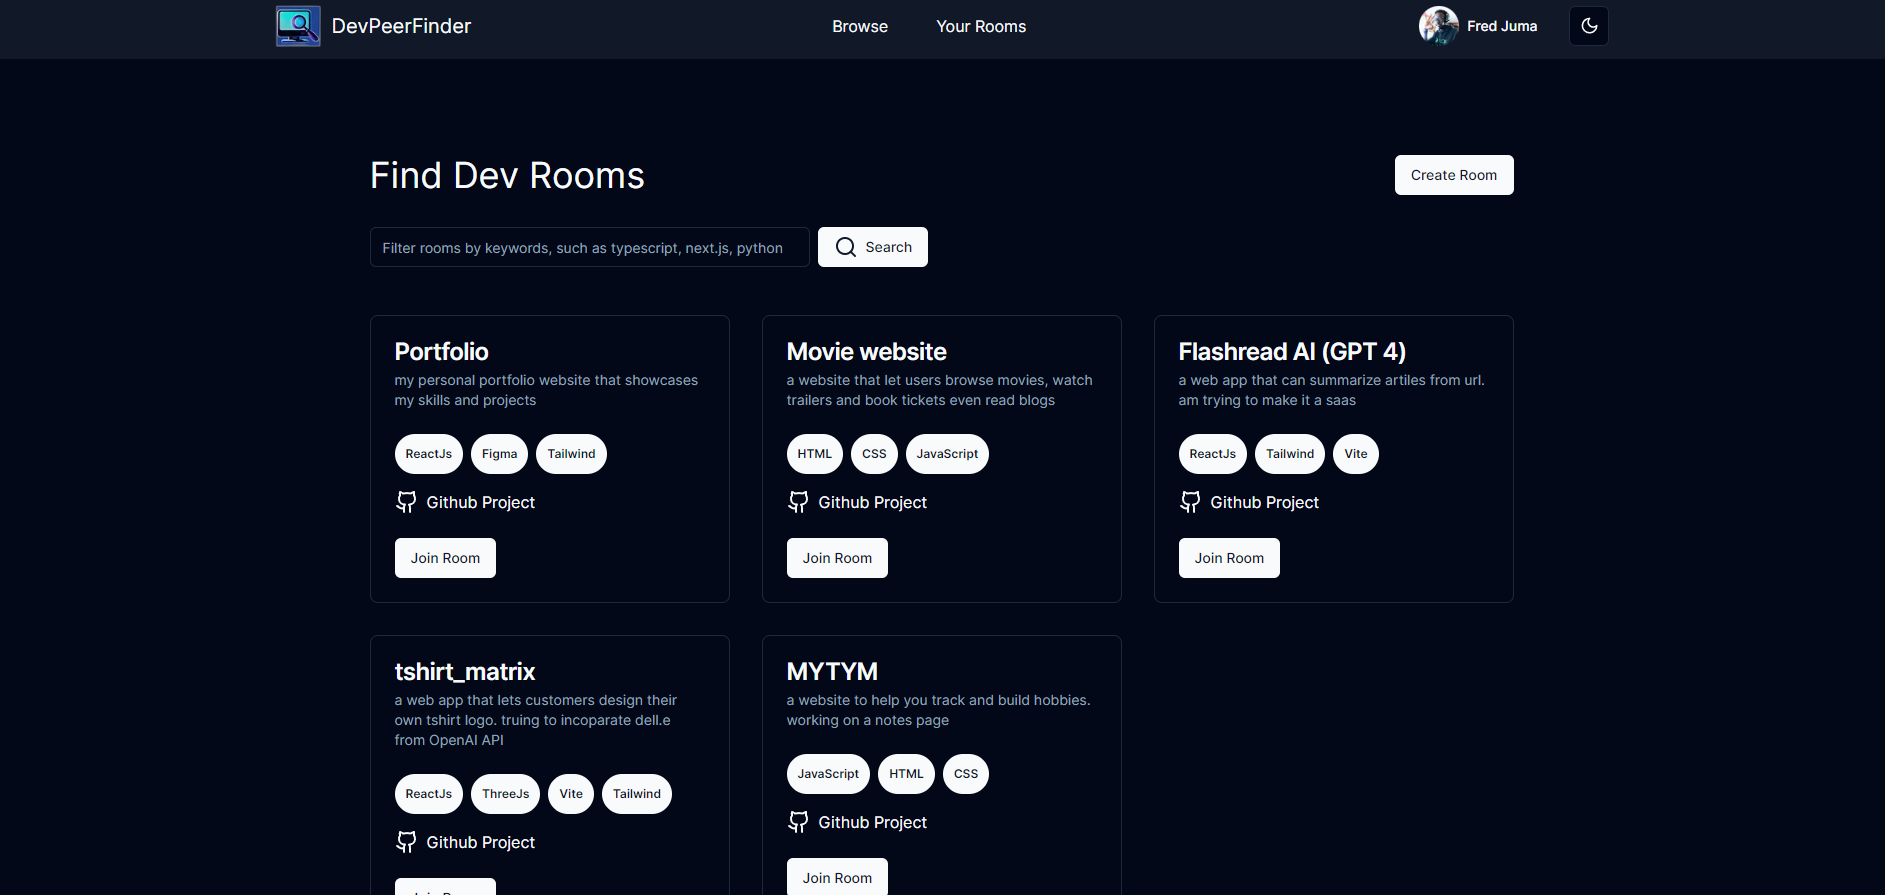 DevPeerFinder
Browse
Your Rooms
Fred Juma
Find Dev Rooms
Create Room
Filter rooms by keywords, such as typescript, next.js, python
Search
Portfolio
my personal portfolio website that showcases
my skills and projects
ReactJs
Figma
Tailwind
Github Project
Join Room
Movie website
a website that let users browse movies, watch
trailers and book tickets even read blogs
HTML
CSS
JavaScript
Github Project
Join Room
Flashread AI (GPT 4)
a web app that can summarize artiles from url.
am trying to make it a saas
ReactJs
Tailwind
Vite
Github Project
Join Room
tshirt_matrix
a web app that lets customers design their
own tshirt logo. truing to incoparate dell.e
from OpenAI API
ReactJs
ThreeJs
Vite
Tailwind
Github Project
MYTYM
a website to help you track and build hobbies.
working on a notes page
JavaScript
HTML
CSS
Github Project
Join Room